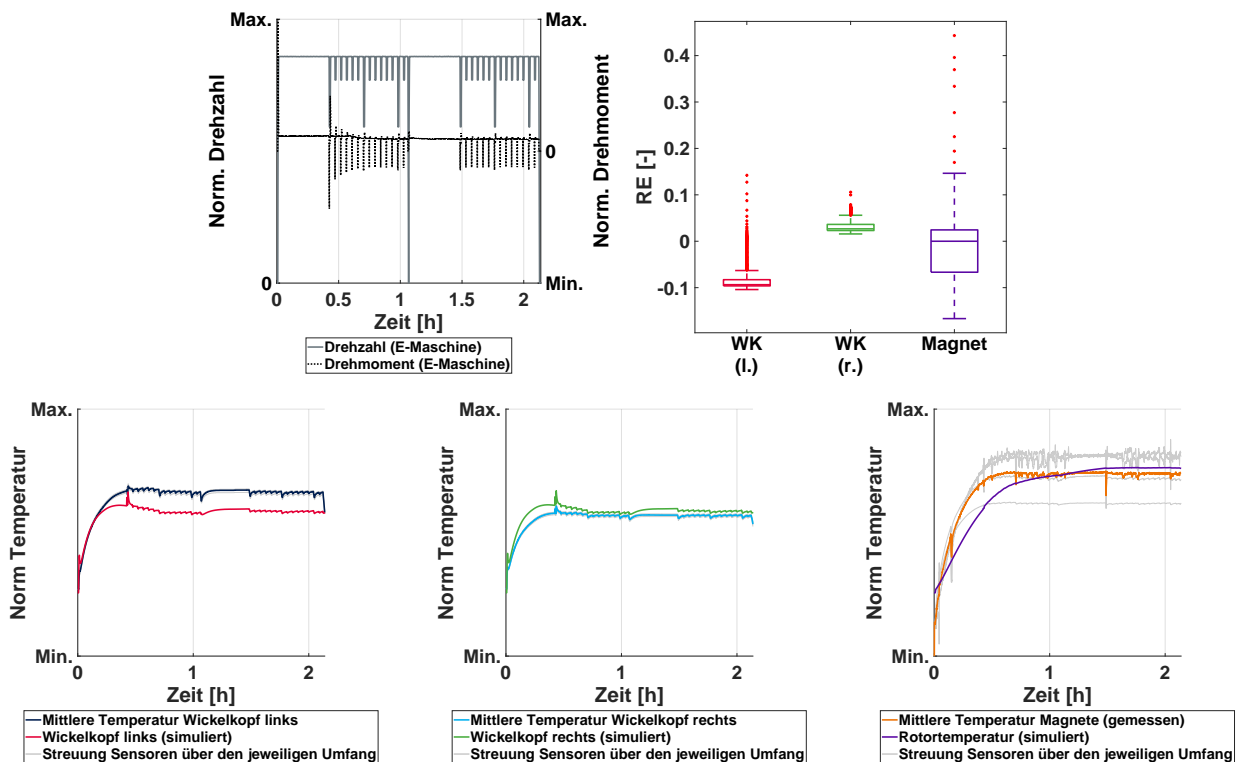 Max.
Max.
Norm. Drehzahl
0
Norm. Drehmoment
0
Min.
0
0.5
1
1.5
2
Zeit [h]
Drehzahl (E-Maschine)
Drehmoment (E-Maschine)
RE [-]
0.4
0.3
0.2
0.1
0
-0.1
WK
(l.)
WK
(r.)
Magnet
Max.
Norm Temperatur
Min.
0
1
2
Zeit [h]
Mittlere Temperatur Wickelkopf links
Wickelkopf links (simuliert)
Streuung Sensoren über den jeweiligen Umfang
Max.
Norm Temperatur
Min.
0
1
2
Zeit [h]
Mittlere Temperatur Wickelkopf rechts
Wickelkopf rechts (simuliert)
Streuung Sensoren über den jeweiligen Umfang
Max.
Norm Temperatur
Min.
0
1
2
Zeit [h]
Mittlere Temperatur Magnete (gemessen)
Rotortemperatur (simuliert)
Streuung Sensoren über den jeweiligen Umfang